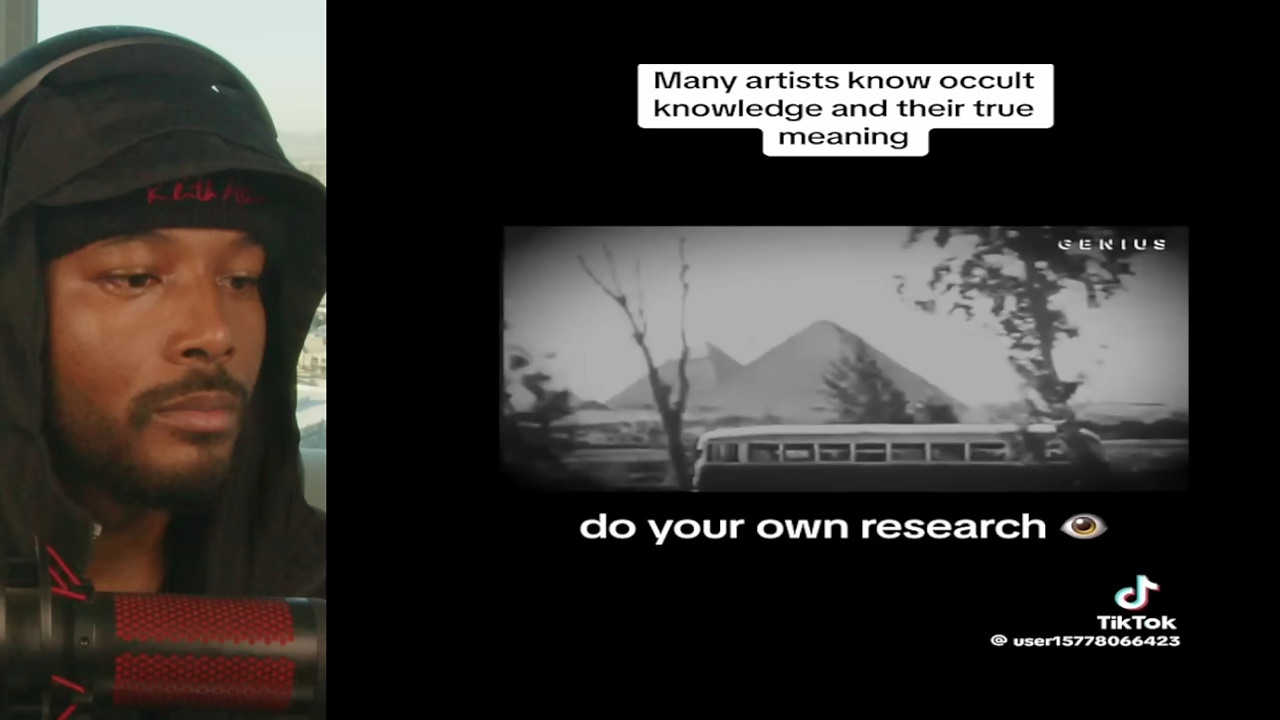 Many artists know occult
knowledge and their true
meaning
GENIUS
do your own research 👁️
TikTok
@ user15778066423